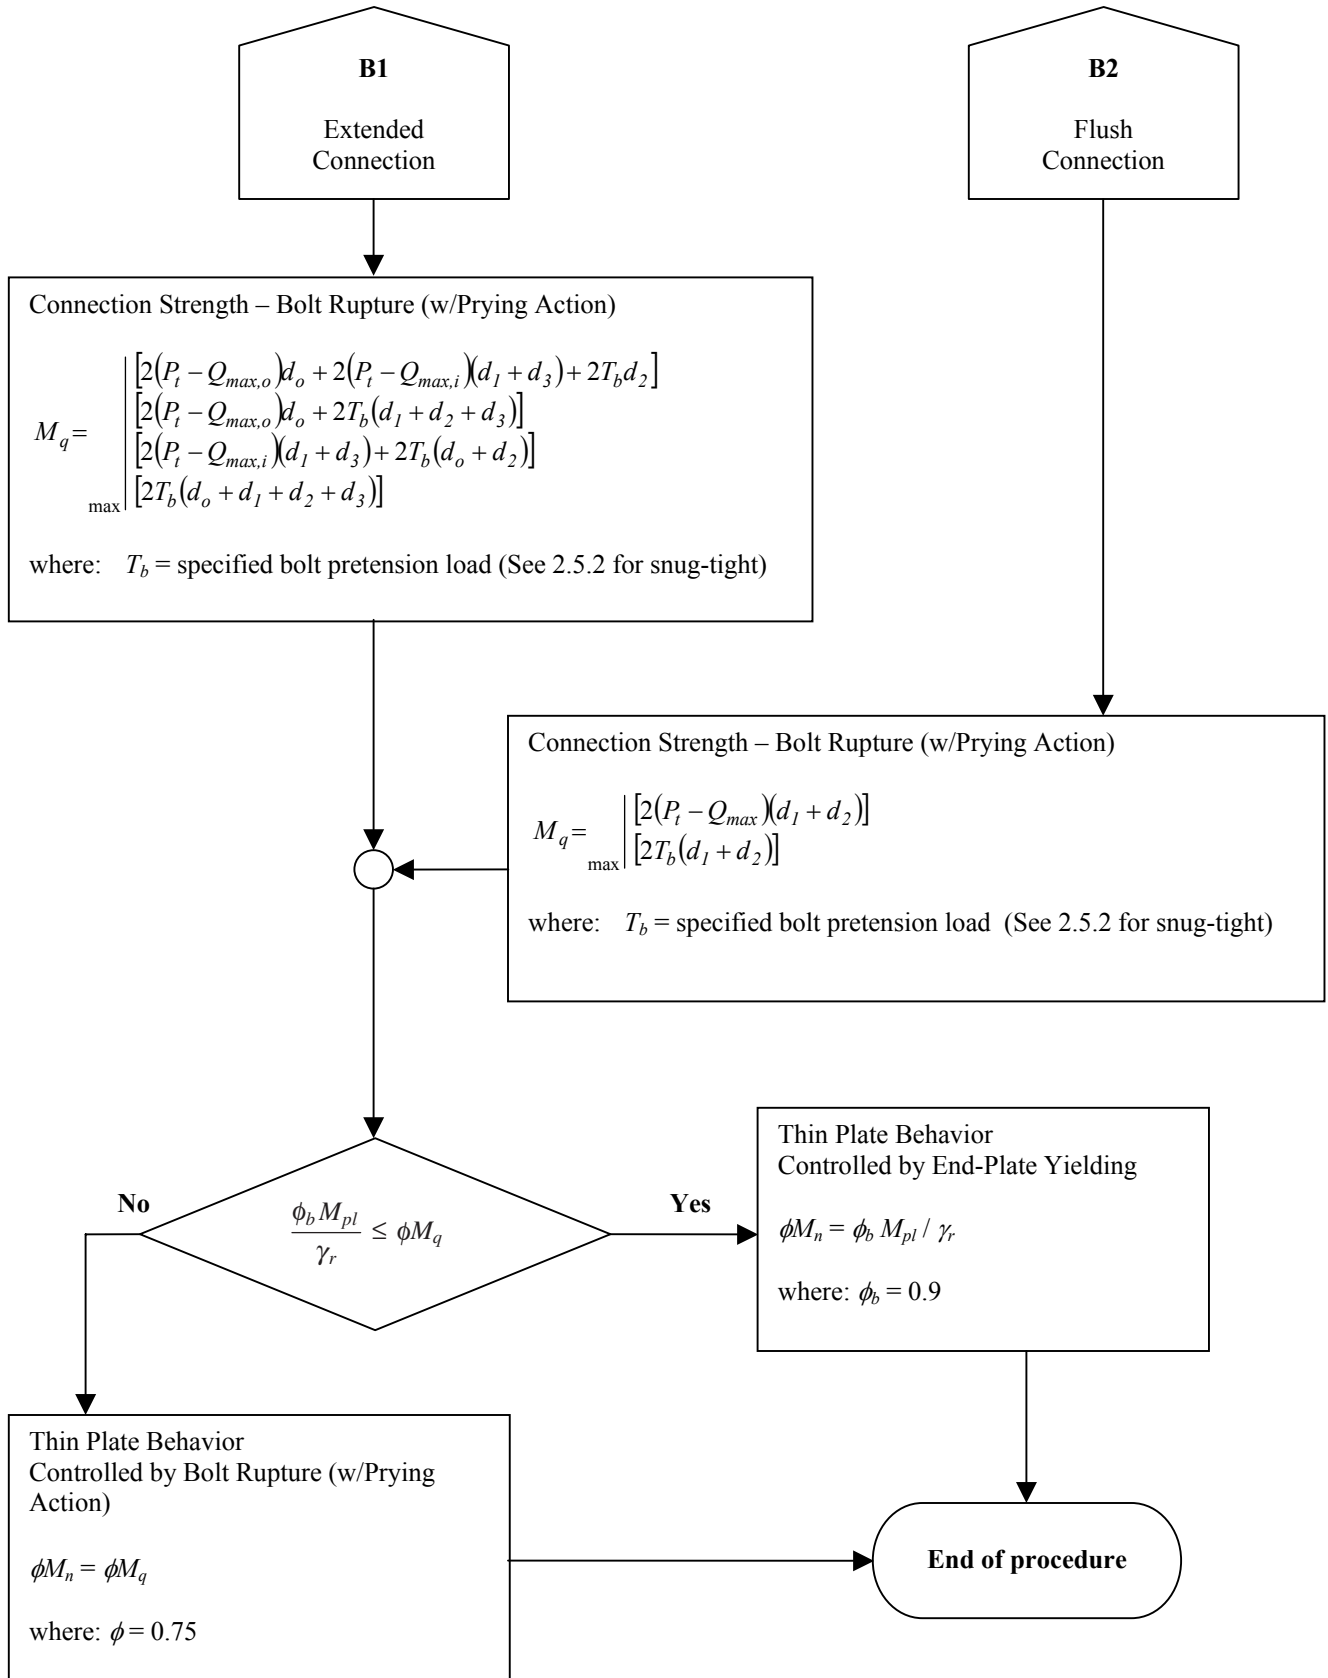 B1
Extended
Connection
B2
Flush
Connection
Connection Strength – Bolt Rupture (w/Prying Action)
[2(P_t − Q_max,o)d_o + 2(P_t − Q_max,i)(d_1 + d_3) + 2T_b d_2]
[2(P_t − Q_max,o)d_o + 2T_b(d_1 + d_2 + d_3)]
M_q =
[2(P_t − Q_max,i)(d_1 + d_3) + 2T_b(d_o + d_2)]
[2T_b(d_o + d_1 + d_2 + d_3)]
max
where: T_b = specified bolt pretension load (See 2.5.2 for snug-tight)
Connection Strength – Bolt Rupture (w/Prying Action)
[2(P_t − Q_max)(d_1 + d_2)]
M_q =
max
[2T_b(d_1 + d_2)]
where: T_b = specified bolt pretension load (See 2.5.2 for snug-tight)
No
ϕ_b M_pl / γ_r ≤ ϕM_q
Yes
Thin Plate Behavior
Controlled by End-Plate Yielding
ϕM_n = ϕ_b M_pl / γ_r
where: ϕ_b = 0.9
Thin Plate Behavior
Controlled by Bolt Rupture (w/Prying
Action)
ϕM_n = ϕM_q
where: ϕ = 0.75
End of procedure